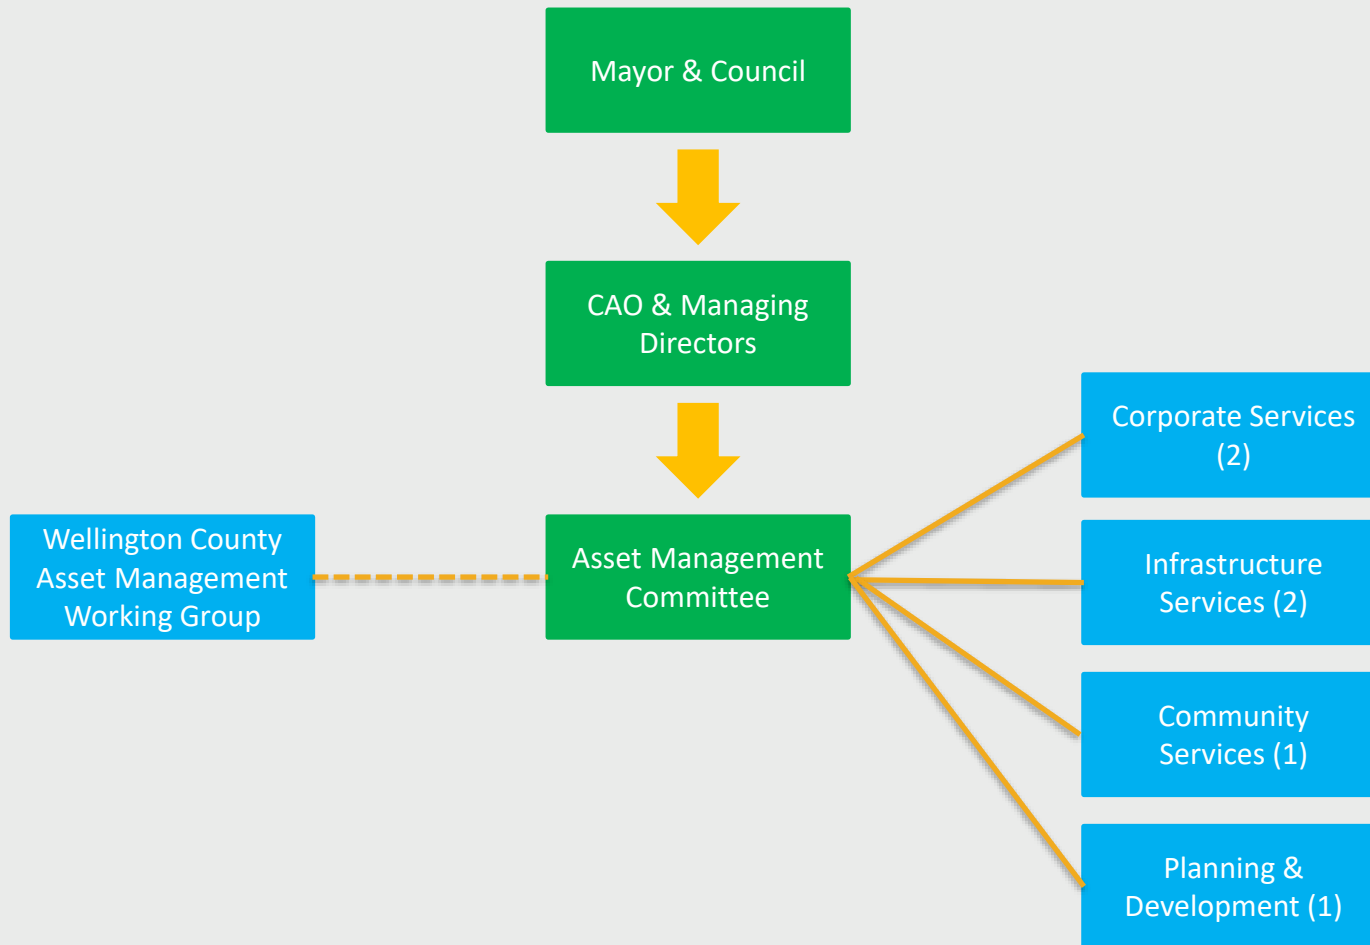 Mayor & Council
CAO & Managing
Directors
Asset Management
Committee
Wellington County
Asset Management
Working Group
Corporate Services
(2)
Infrastructure
Services (2)
Community
Services (1)
Planning &
Development (1)